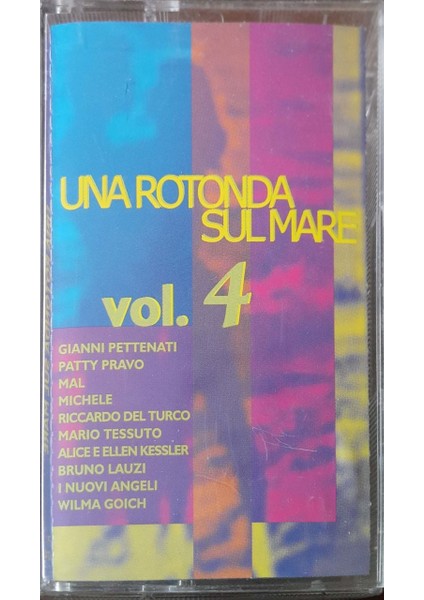 UNA ROTONDA
SUL MARE
vol. 4
GIANNI PETTENATI
PATTY PRAVO
MAL
MICHELE
RICCARDO DEL TURCO
MARIO TESSUTO
ALICE E ELLEN KESSLER
BRUNO LAUZI
I NUOVI ANGELI
WILMA GOICH